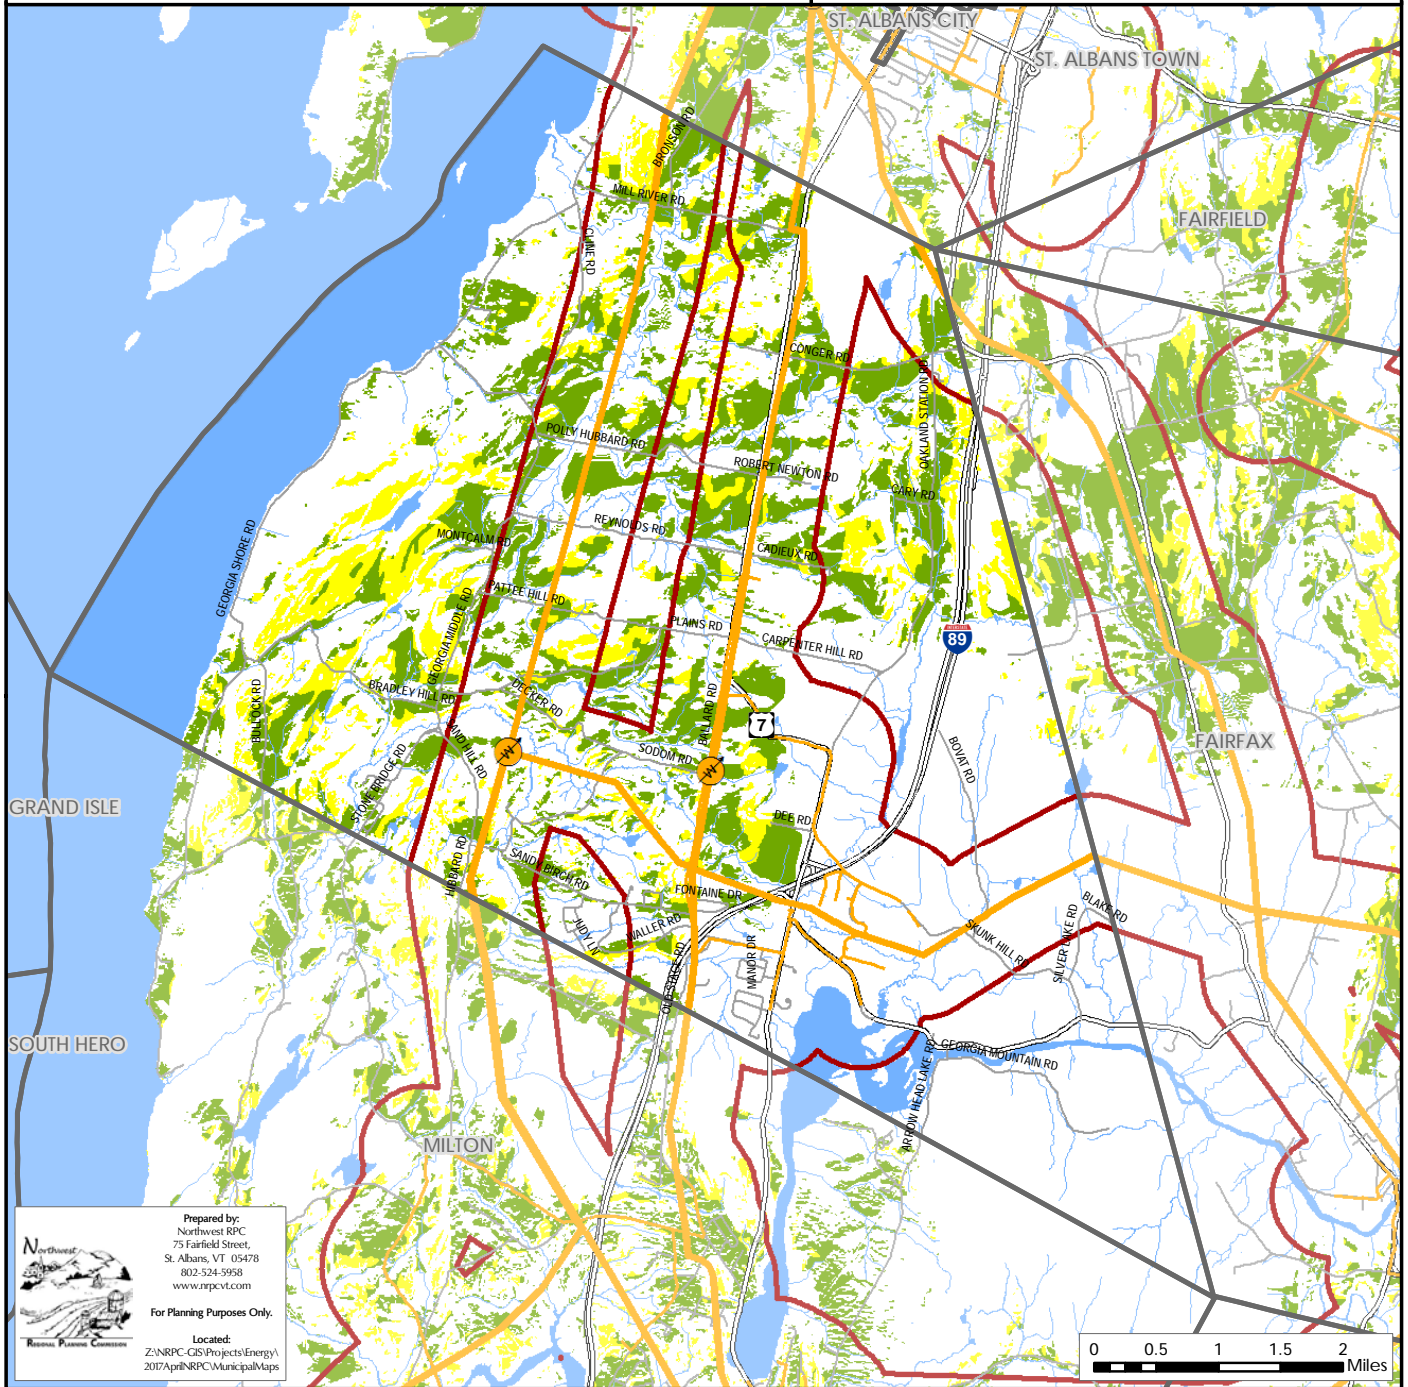 ST. ALBANS CITY
ST. ALBANS TOWN
BRONSON RD
MILL RIVER RD
FAIRFIELD
CLINE RD
CONGER RD
OAKLAND STATION RD
POLLY HUBBARD RD
ROBERT NEWTON RD
CARY RD
GEORGIA SHORE RD
MONTCALM RD
REYNOLDS RD
CADIEUX RD
PATTEE HILL RD
GEORGIA MIDDLE RD
PLAINS RD
CARPENTER HILL RD
INTERSTATE
89
BULLOCK RD
BRADLEY HILL RD
DECKER RD
BALLARD RD
7
SAND HILL RD
SODOM RD
W
W
BOVAT RD
FAIRFAX
STONE BRIDGE RD
GRAND ISLE
DEE RD
HIBBARD RD
SANDY BIRCH RD
FONTAINE DR
JUDY LN
WALLER RD
BLAKE RD
SKUNK HILL RD
SILVER LAKE RD
OLD STAGE RD
MANOR DR
SOUTH HERO
GEORGIA MOUNTAIN RD
ARROW HEAD LAKE RD
MILTON
Northwest
REGIONAL PLANNING COMMISSION
Prepared by:
Northwest RPC
75 Fairfield Street,
St. Albans, VT 05478
802-524-5958
www.nrpcvt.com
For Planning Purposes Only.
Located:
Z:\NRPC-GIS\Projects\Energy\
2017AprilNRPC\MunicipalMaps
0 0.5 1 1.5 2
Miles